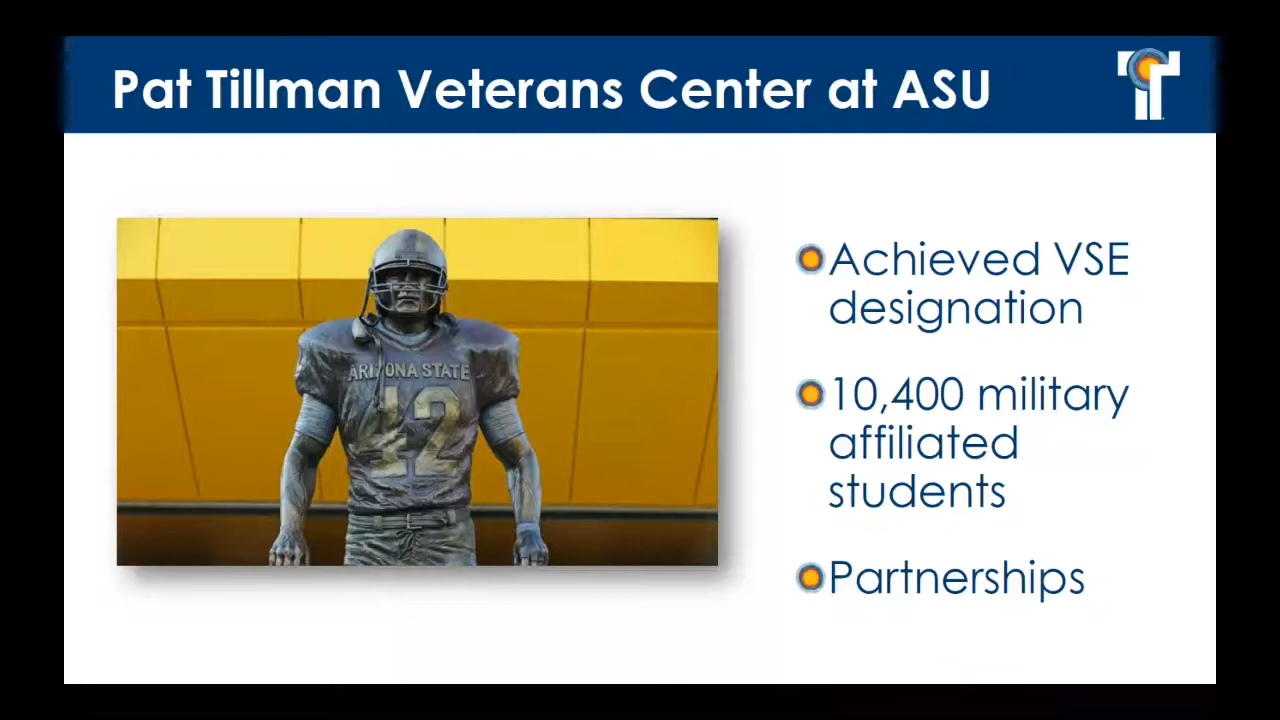 Pat Tillman Veterans Center at ASU
ARIZONA STATE
42
Achieved VSE
designation
10,400 military
affiliated
students
Partnerships